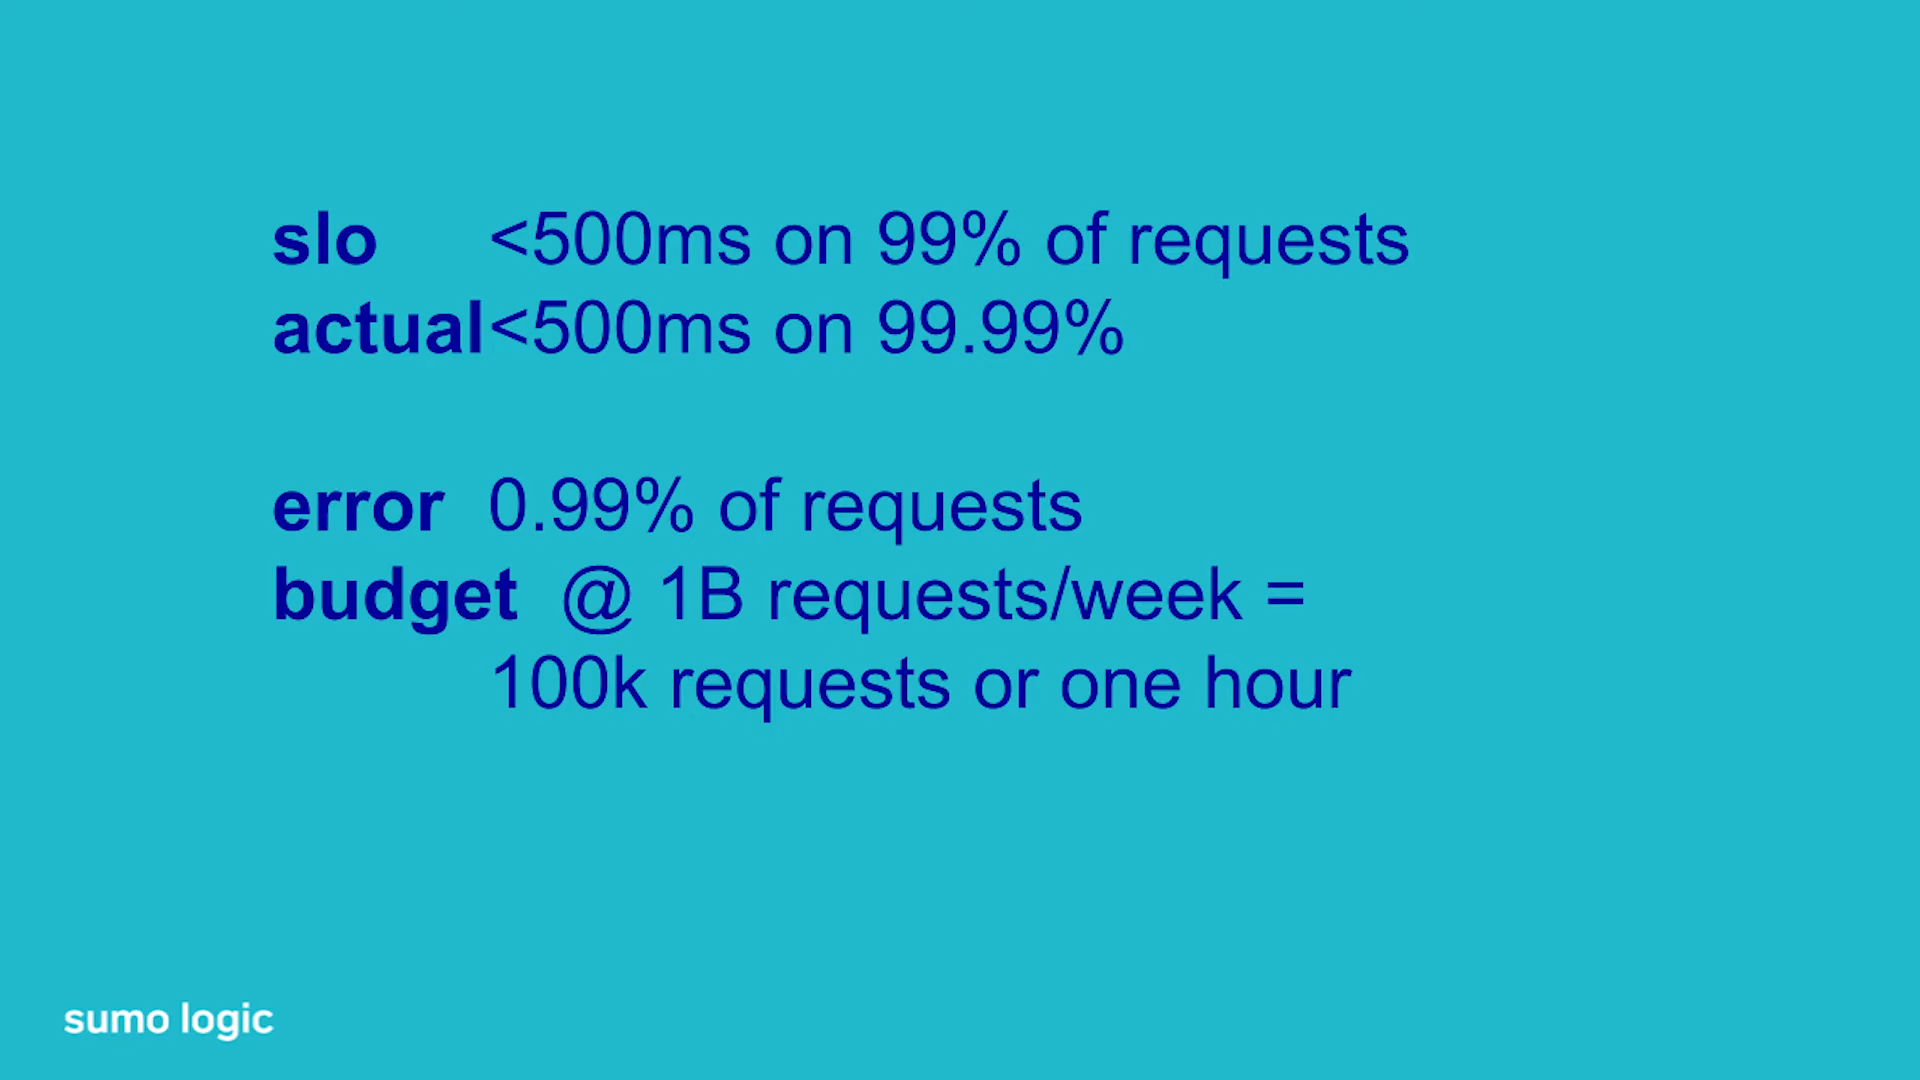 slo <500ms on 99% of requests
actual <500ms on 99.99%
error 0.99% of requests
budget @ 1B requests/week =
100k requests or one hour
sumo logic